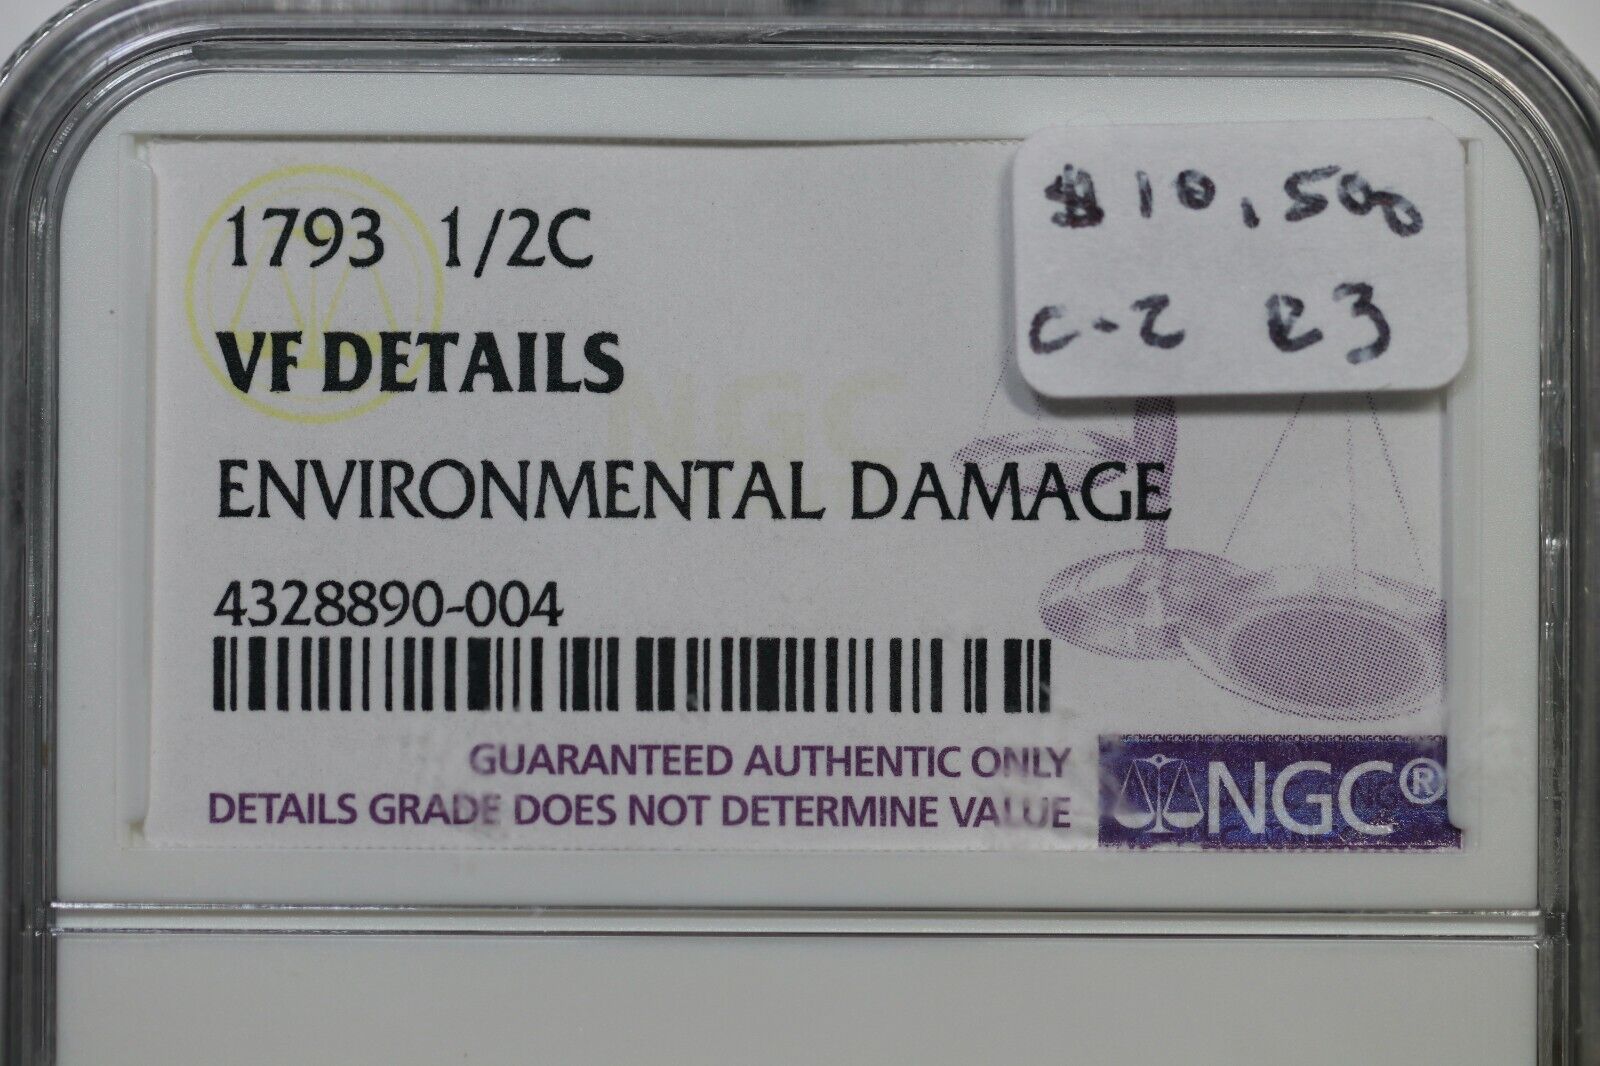 1793 1/2C
VF DETAILS
ENVIRONMENTAL DAMAGE
4328890-004
GUARANTEED AUTHENTIC ONLY
DETAILS GRADE DOES NOT DETERMINE VALUE
$10,500
C-2 R3
NGC
NGC®